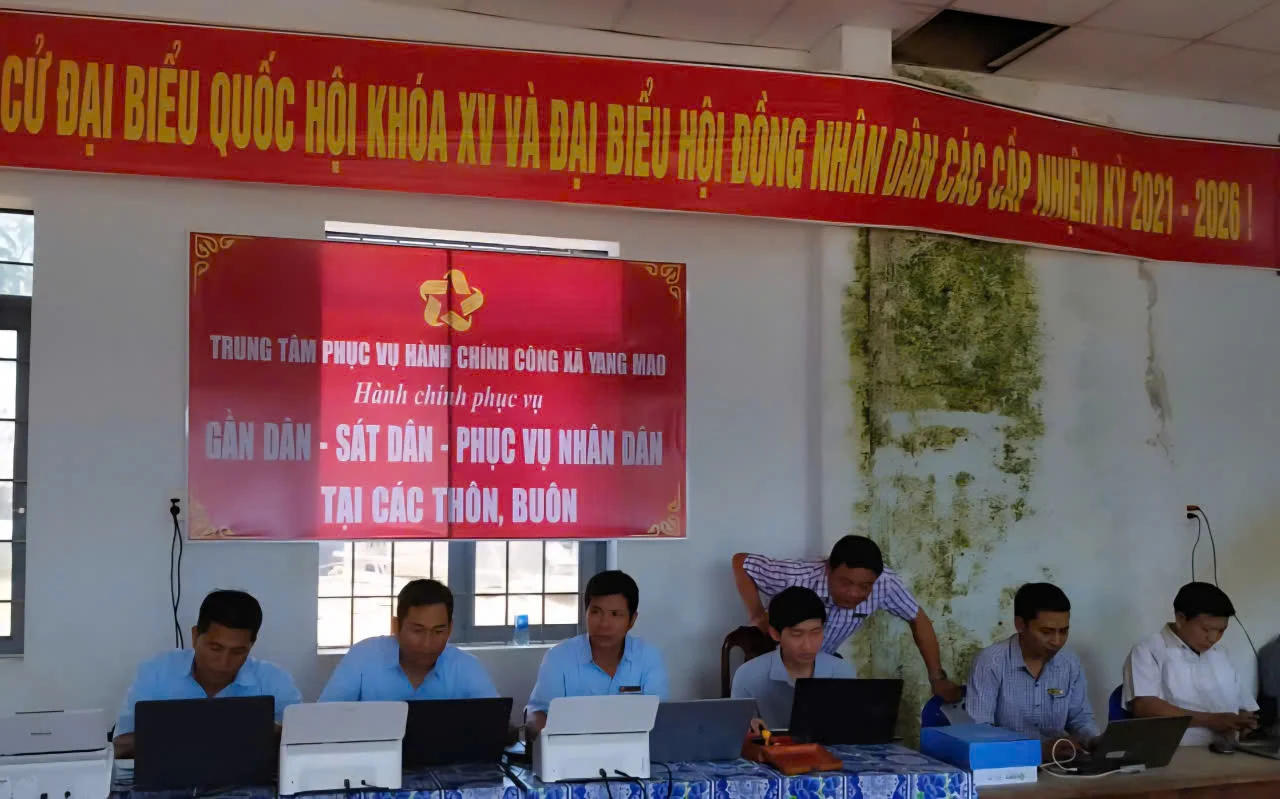 CỬ ĐẠI BIỂU QUỐC HỘI KHÓA XV VÀ ĐẠI BIỂU HỘI ĐỒNG NHÂN DÂN CÁC CẤP NHIỆM KỲ 2021 - 2026 !
TRUNG TÂM PHỤC VỤ HÀNH CHÍNH CÔNG XÃ YANG MAO
Hành chính phục vụ
GẦN DÂN - SÁT DÂN - PHỤC VỤ NHÂN DÂN
TẠI CÁC THÔN, BUÔN